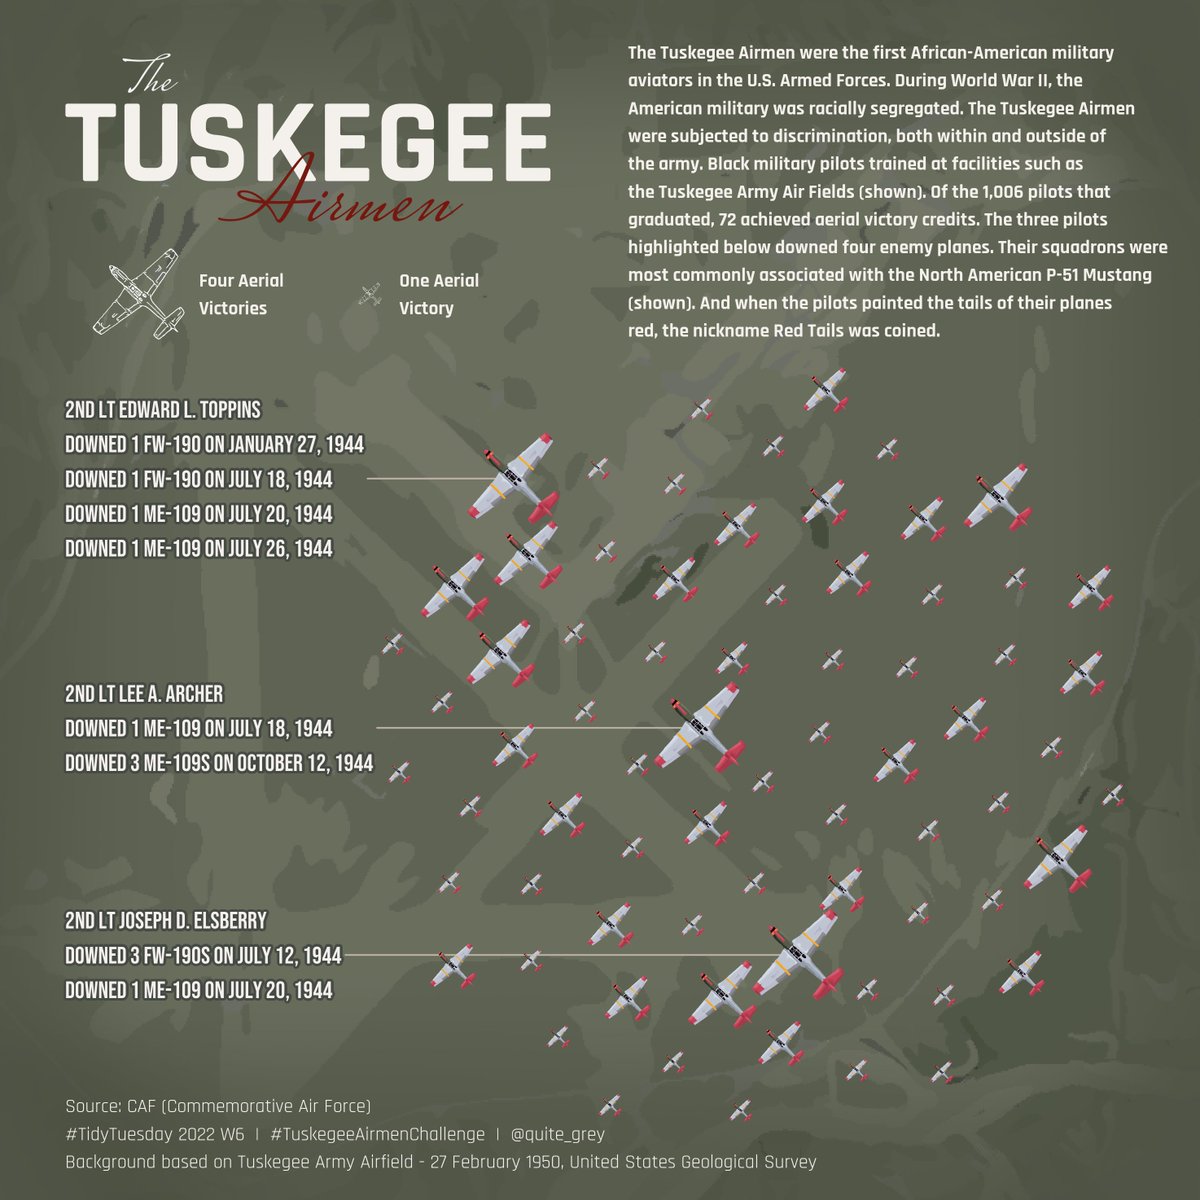 The
TUSKEGEE
Airmen
The Tuskegee Airmen were the first African-American military
aviators in the U.S. Armed Forces. During World War II, the
American military was racially segregated. The Tuskegee Airmen
were subjected to discrimination, both within and outside of
the army. Black military pilots trained at facilities such as
the Tuskegee Army Air Fields (shown). Of the 1,006 pilots that
graduated, 72 achieved aerial victory credits. The three pilots
highlighted below downed four enemy planes. Their squadrons were
most commonly associated with the North American P-51 Mustang
(shown). And when the pilots painted the tails of their planes
red, the nickname Red Tails was coined.
Four Aerial
Victories
One Aerial
Victory
2ND LT EDWARD L. TOPPINS
DOWNED 1 FW-190 ON JANUARY 27, 1944
DOWNED 1 FW-190 ON JULY 18, 1944
DOWNED 1 ME-109 ON JULY 20, 1944
DOWNED 1 ME-109 ON JULY 26, 1944
2ND LT LEE A. ARCHER
DOWNED 1 ME-109 ON JULY 18, 1944
DOWNED 3 ME-109S ON OCTOBER 12, 1944
2ND LT JOSEPH D. ELSBERRY
DOWNED 3 FW-190S ON JULY 12, 1944
DOWNED 1 ME-109 ON JULY 20, 1944
Source: CAF (Commemorative Air Force)
#TidyTuesday 2022 W6 | #TuskegeeAirmenChallenge | @quite_grey
Background based on Tuskegee Army Airfield - 27 February 1950, United States Geological Survey